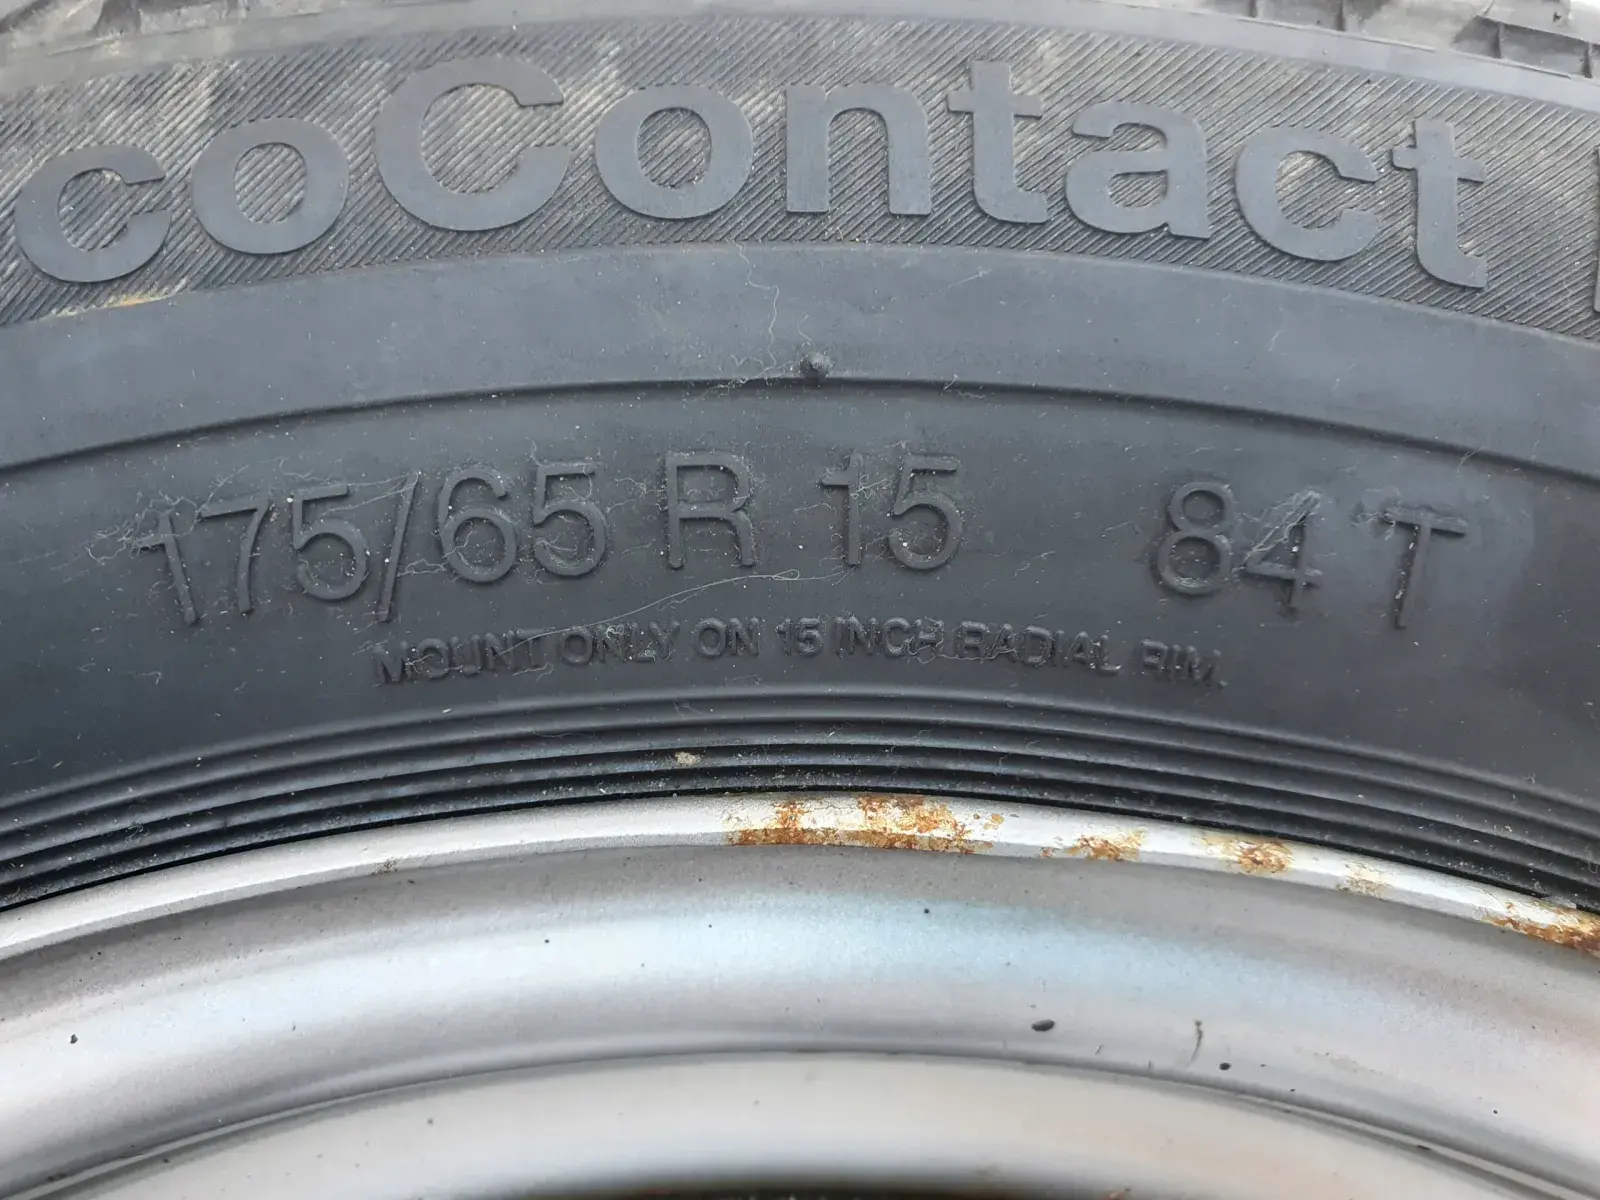 coContact
175/65 R 15 84 T
MOUNT ONLY ON 15 INCH RADIAL RIM.